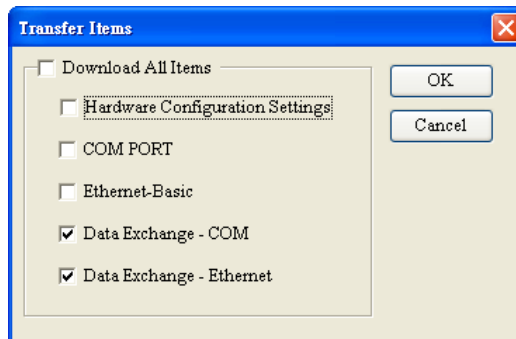 Transfer Items
Download All Items
OK
Hardware Configuration Settings
Cancel
COM PORT
Ethernet-Basic
Data Exchange - COM
Data Exchange - Ethernet